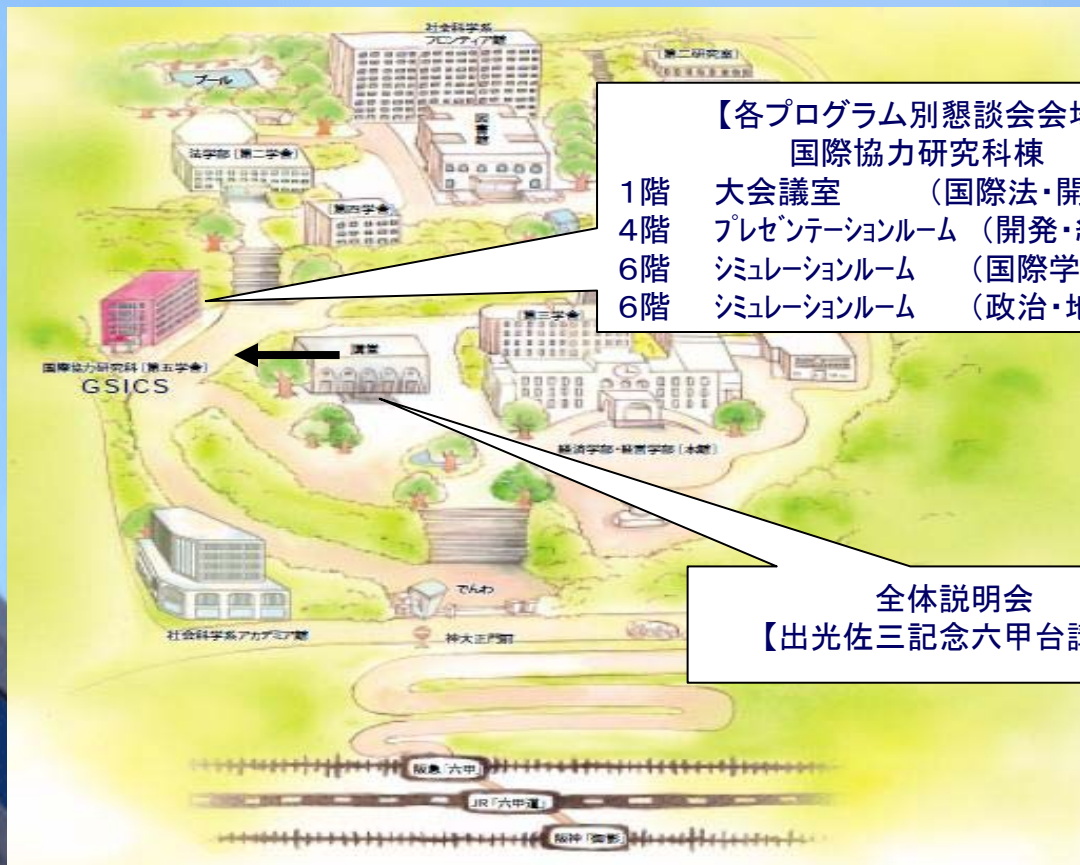 社会科学系
フロンティア館
[第二研究室]
プール
図書館
法学部 [第二学舎]
[第四学舎]
【各プログラム別懇談会会場
国際協力研究科棟
1階 大会議室 （国際法・開
4階 プレゼンテーションルーム （開発・
6階 シミュレーションルーム （国際学
6階 シミュレーションルーム （政治・地
[第三学舎]
講堂
国際協力研究科 [第五学舎]
GSICS
経済学部・経営学部 [本館]
全体説明会
【出光佐三記念六甲台講
でんわ
社会科学系アカデミア館
神大正門前
阪急「六甲」
JR「六甲道」
阪神「御影」